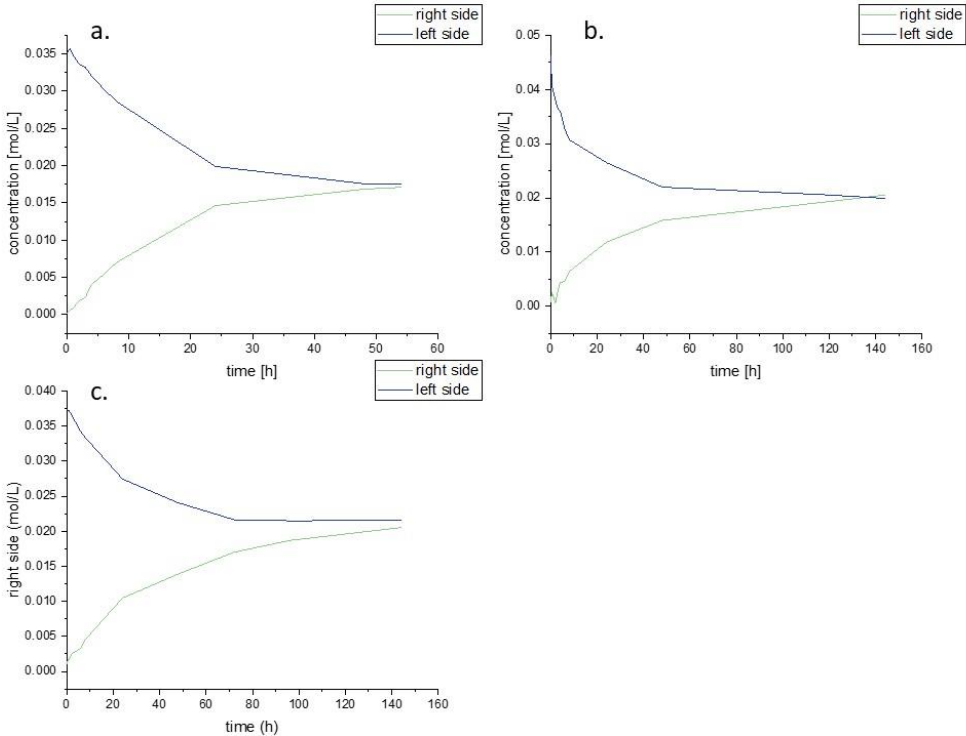 a.
right side
left side
concentration [mol/L]
0.035
0.030
0.025
0.020
0.015
0.010
0.005
0.000
0 10 20 30 40 50 60
time [h]
b.
right side
left side
concentration [mol/L]
0.05
0.04
0.03
0.02
0.01
0.00
0 20 40 60 80 100 120 140 160
time [h]
c.
right side
left side
right side (mol/L)
0.040
0.035
0.030
0.025
0.020
0.015
0.010
0.005
0.000
0 20 40 60 80 100 120 140 160
time (h)